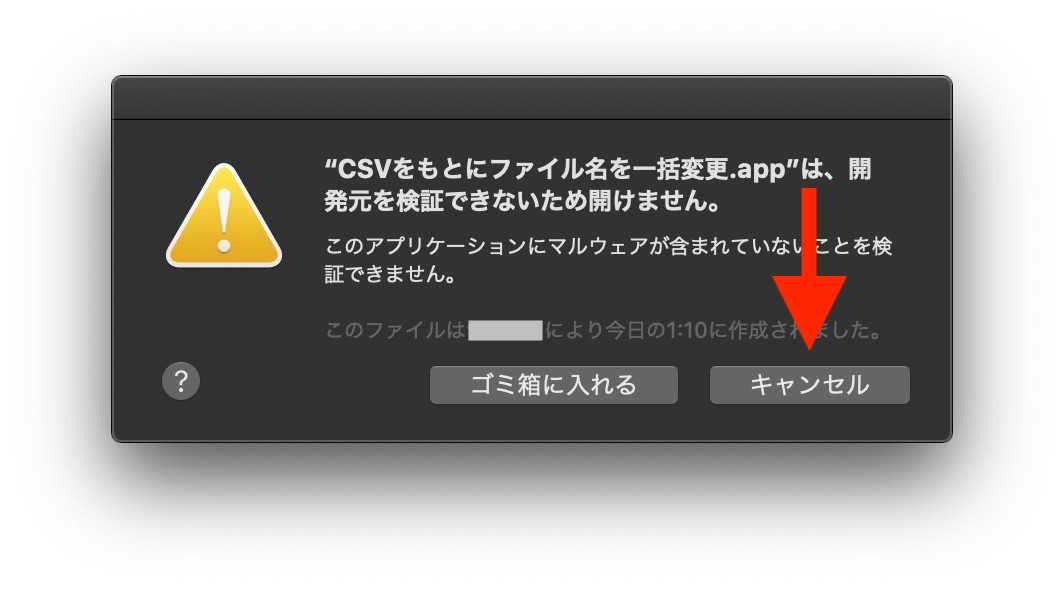 “CSVをもとにファイル名を一括変更.app”は、開
発元を検証できないため開けません。
このアプリケーションにマルウェアが含まれていないことを検
証できません。
このファイルは
により今日の1:10に作成されました。
?
ゴミ箱に入れる
キャンセル